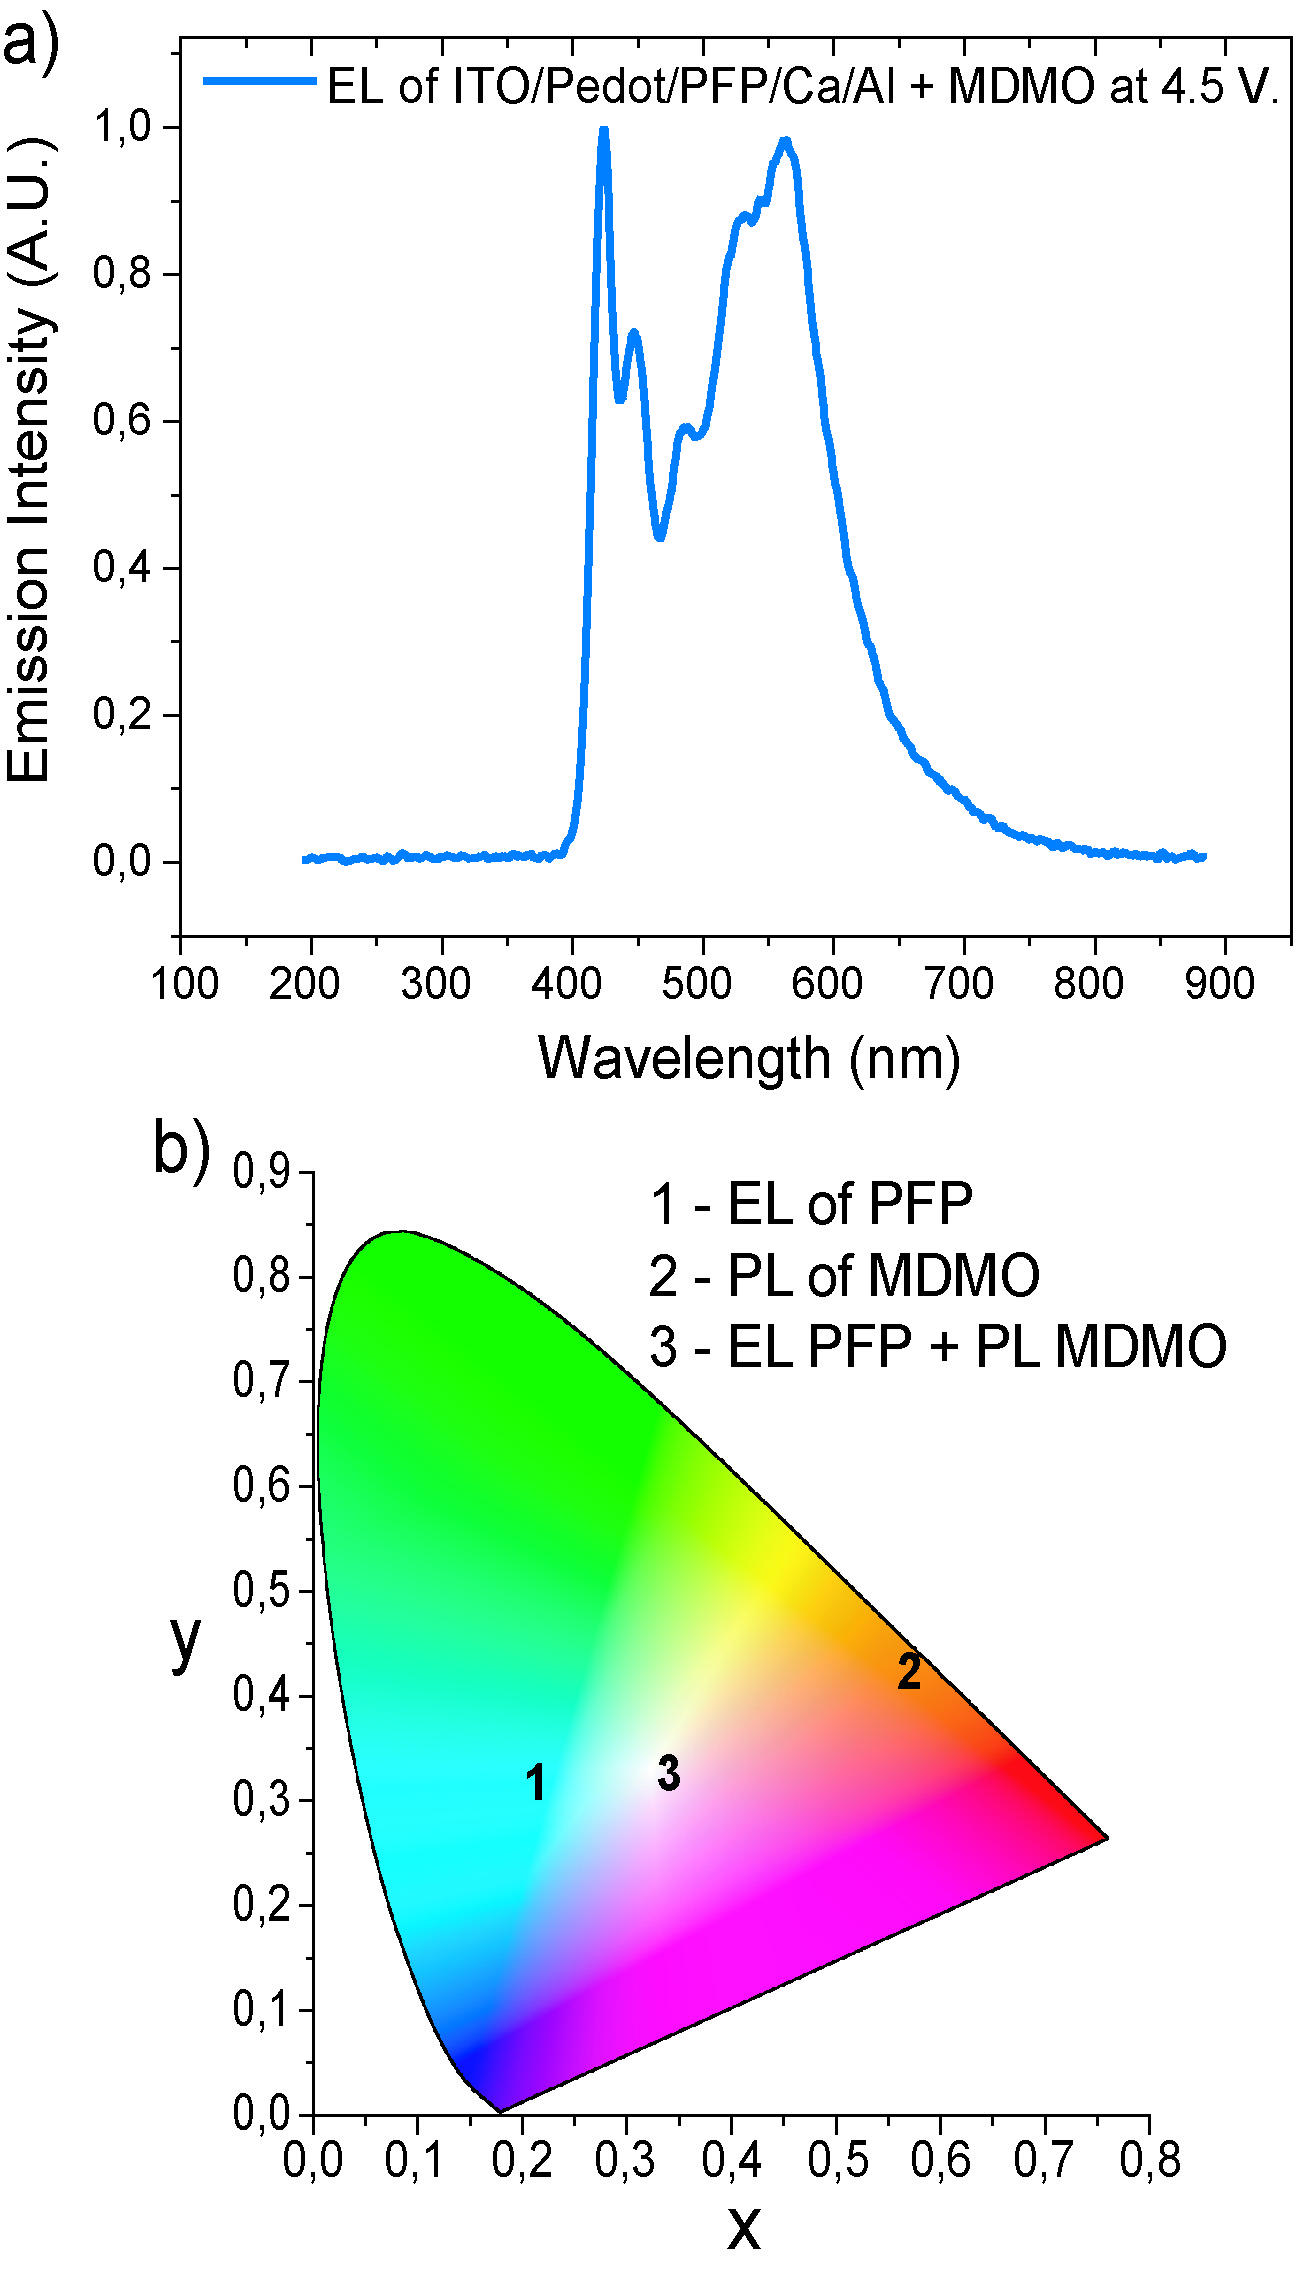 a)
EL of ITO/Pedot/PFP/Ca/Al + MDMO at 4.5 V.
Emission Intensity (A.U.)
1,0
0,8
0,6
0,4
0,2
0,0
100 200 300 400 500 600 700 800 900
Wavelength (nm)
b)
1 - EL of PFP
2 - PL of MDMO
3 - EL PFP + PL MDMO
y
0,9
0,8
0,7
0,6
0,5
0,4
0,3
0,2
0,1
0,0
2
3
1
0,0 0,1 0,2 0,3 0,4 0,5 0,6 0,7 0,8
x